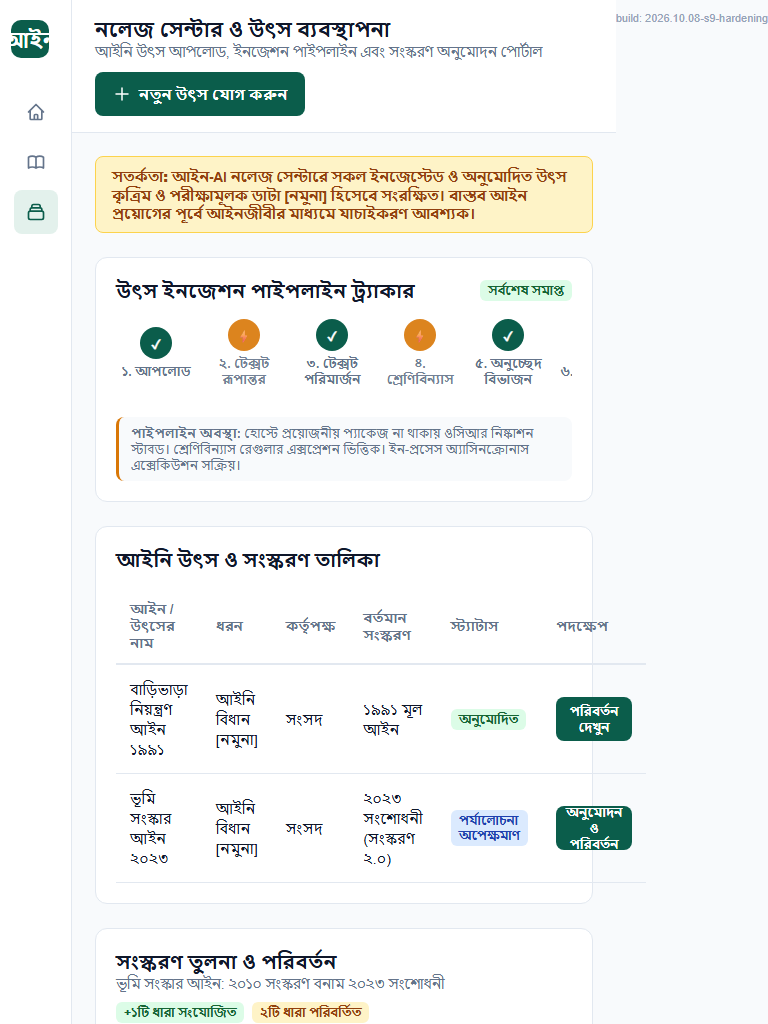 build: 2026.10.08-s9-hardening
আইন
নলেজ সেন্টার ও উৎস ব্যবস্থাপনা
আইনি উৎস আপলোড, ইনজেশন পাইপলাইন এবং সংস্করণ অনুমোদন পোর্টাল
নতুন উৎস যোগ করুন
সতর্কতা: আইন-AI নলেজ সেন্টারে সকল ইনজেস্টেড ও অনুমোদিত উৎস
কৃত্রিম ও পরীক্ষামূলক ডাটা [নমুনা] হিসেবে সংরক্ষিত। বাস্তব আইন
প্রয়োগের পূর্বে আইনজীবীর মাধ্যমে যাচাইকরণ আবশ্যক।
উৎস ইনজেশন পাইপলাইন ট্র্যাকার
সর্বশেষ সমাপ্ত
১. আপলোড
২. টেক্সট
রূপান্তর
৩. টেক্সট
পরিমার্জন
৪.
শ্রেণিবিন্যাস
৫. অনুচ্ছেদ
বিভাজন
৬.
পাইপলাইন অবস্থা: হোস্টে প্রয়োজনীয় প্যাকেজ না থাকায় ওসিআর নিষ্কাশন
স্টাবড। শ্রেণিবিন্যাস রেগুলার এক্সপ্রেশন ভিত্তিক। ইন-প্রসেস অ্যাসিনক্রোনাস
এক্সেকিউশন সক্রিয়।
আইনি উৎস ও সংস্করণ তালিকা
আইন /
উৎসের
নাম
ধরন
কর্তৃপক্ষ
বর্তমান
সংস্করণ
স্ট্যাটাস
পদক্ষেপ
বাড়িভাড়া
নিয়ন্ত্রণ
আইন
১৯৯১
আইনি
বিধান
[নমুনা]
সংসদ
১৯৯১ মূল
আইন
অনুমোদিত
পরিবর্তন
দেখুন
ভূমি
সংস্কার
আইন
২০২৩
আইনি
বিধান
[নমুনা]
সংসদ
২০২৩
সংশোধনী
(সংস্করণ
২.০)
পর্যালোচনা
অপেক্ষমাণ
অনুমোদন
ও
পরিবর্তন
সংস্করণ তুলনা ও পরিবর্তন
ভূমি সংস্কার আইন: ২০১০ সংস্করণ বনাম ২০২৩ সংশোধনী
+১টি ধারা সংযোজিত
২টি ধারা পরিবর্তিত